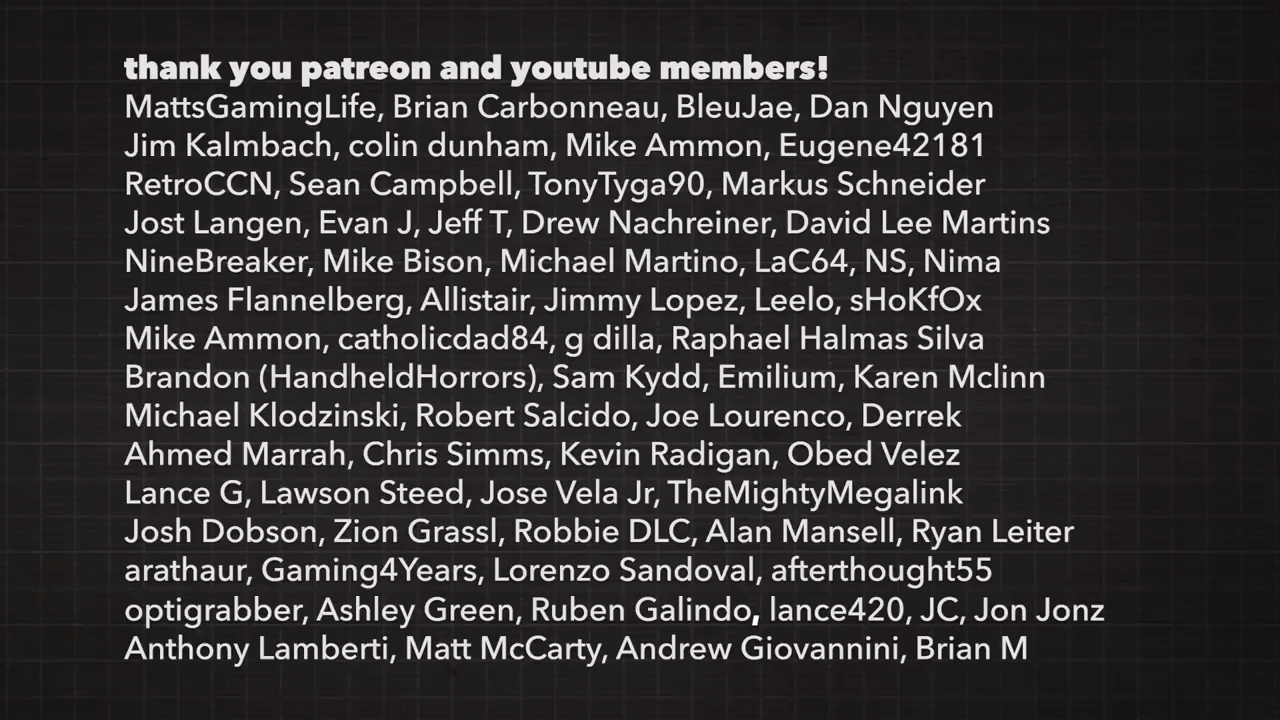 thank you patreon and youtube members!
MattsGamingLife, Brian Carbonneau, BleuJae, Dan Nguyen
Jim Kalmbach, colin dunham, Mike Ammon, Eugene42181
RetroCCN, Sean Campbell, TonyTyga90, Markus Schneider
Jost Langen, Evan J, Jeff T, Drew Nachreiner, David Lee Martins
NineBreaker, Mike Bison, Michael Martino, LaC64, NS, Nima
James Flannelberg, Allistair, Jimmy Lopez, Leelo, sHoKfOx
Mike Ammon, catholicdad84, g dilla, Raphael Halmas Silva
Brandon (HandheldHorrors), Sam Kydd, Emilium, Karen Mclinn
Michael Klodzinski, Robert Salcido, Joe Lourenco, Derrek
Ahmed Marrah, Chris Simms, Kevin Radigan, Obed Velez
Lance G, Lawson Steed, Jose Vela Jr, TheMightyMegalink
Josh Dobson, Zion Grassl, Robbie DLC, Alan Mansell, Ryan Leiter
arathaur, Gaming4Years, Lorenzo Sandoval, afterthought55
optigrabber, Ashley Green, Ruben Galindo, lance420, JC, Jon Jonz
Anthony Lamberti, Matt McCarty, Andrew Giovannini, Brian M